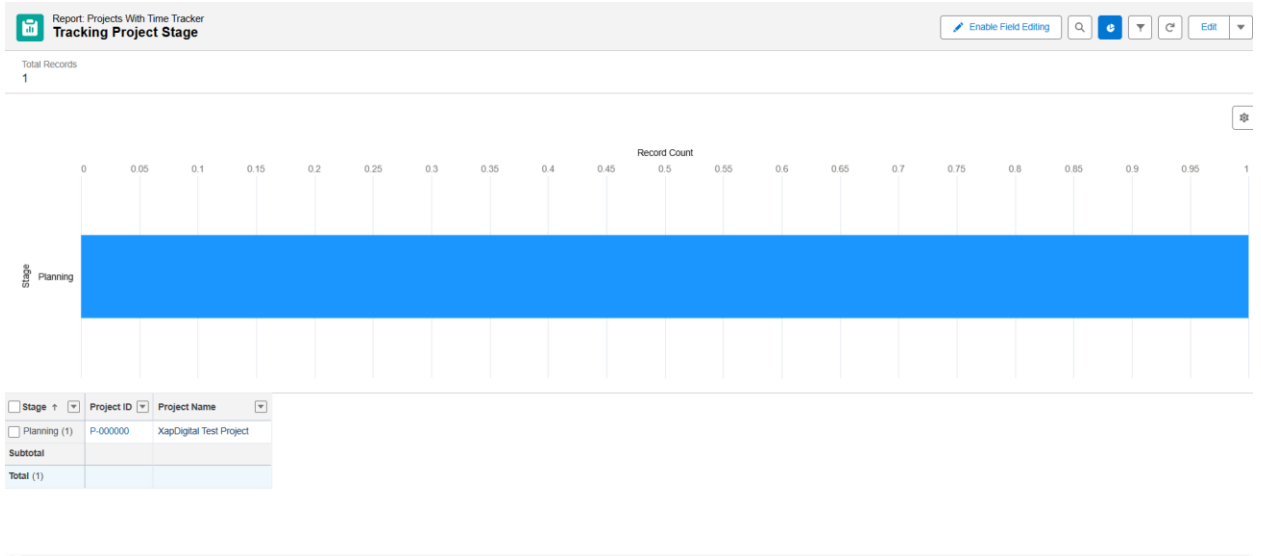 Report: Projects With Time Tracker
Tracking Project Stage
Enable Field Editing
Edit
Total Records
1
Record Count
0 0.05 0.1 0.15 0.2 0.25 0.3 0.35 0.4 0.45 0.5 0.55 0.6 0.65 0.7 0.75 0.8 0.85 0.9 0.95 1
Stage
Planning
Stage ↑ Project ID Project Name
Planning (1) P-000000 XapDigital Test Project
Subtotal
Total (1)